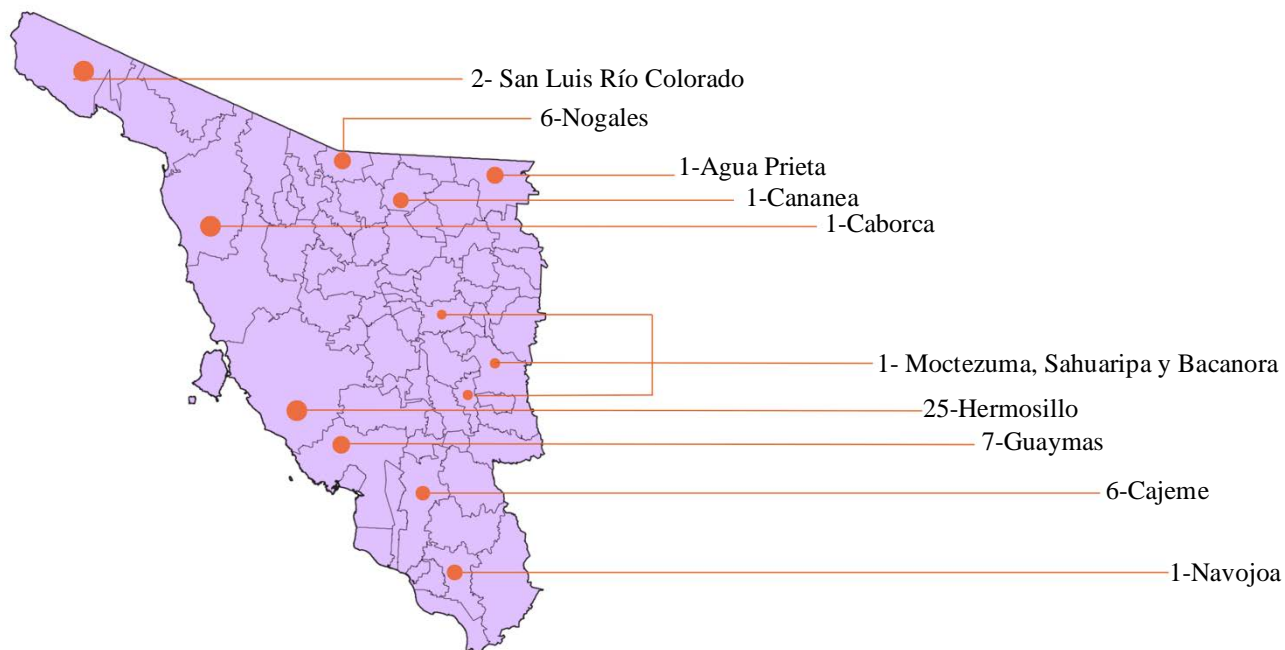 2- San Luis Río Colorado
6-Nogales
1-Agua Prieta
1-Cananea
1-Caborca
1- Moctezuma, Sahuaripa y Bacanora
25-Hermosillo
7-Guaymas
6-Cajeme
1-Navojoa